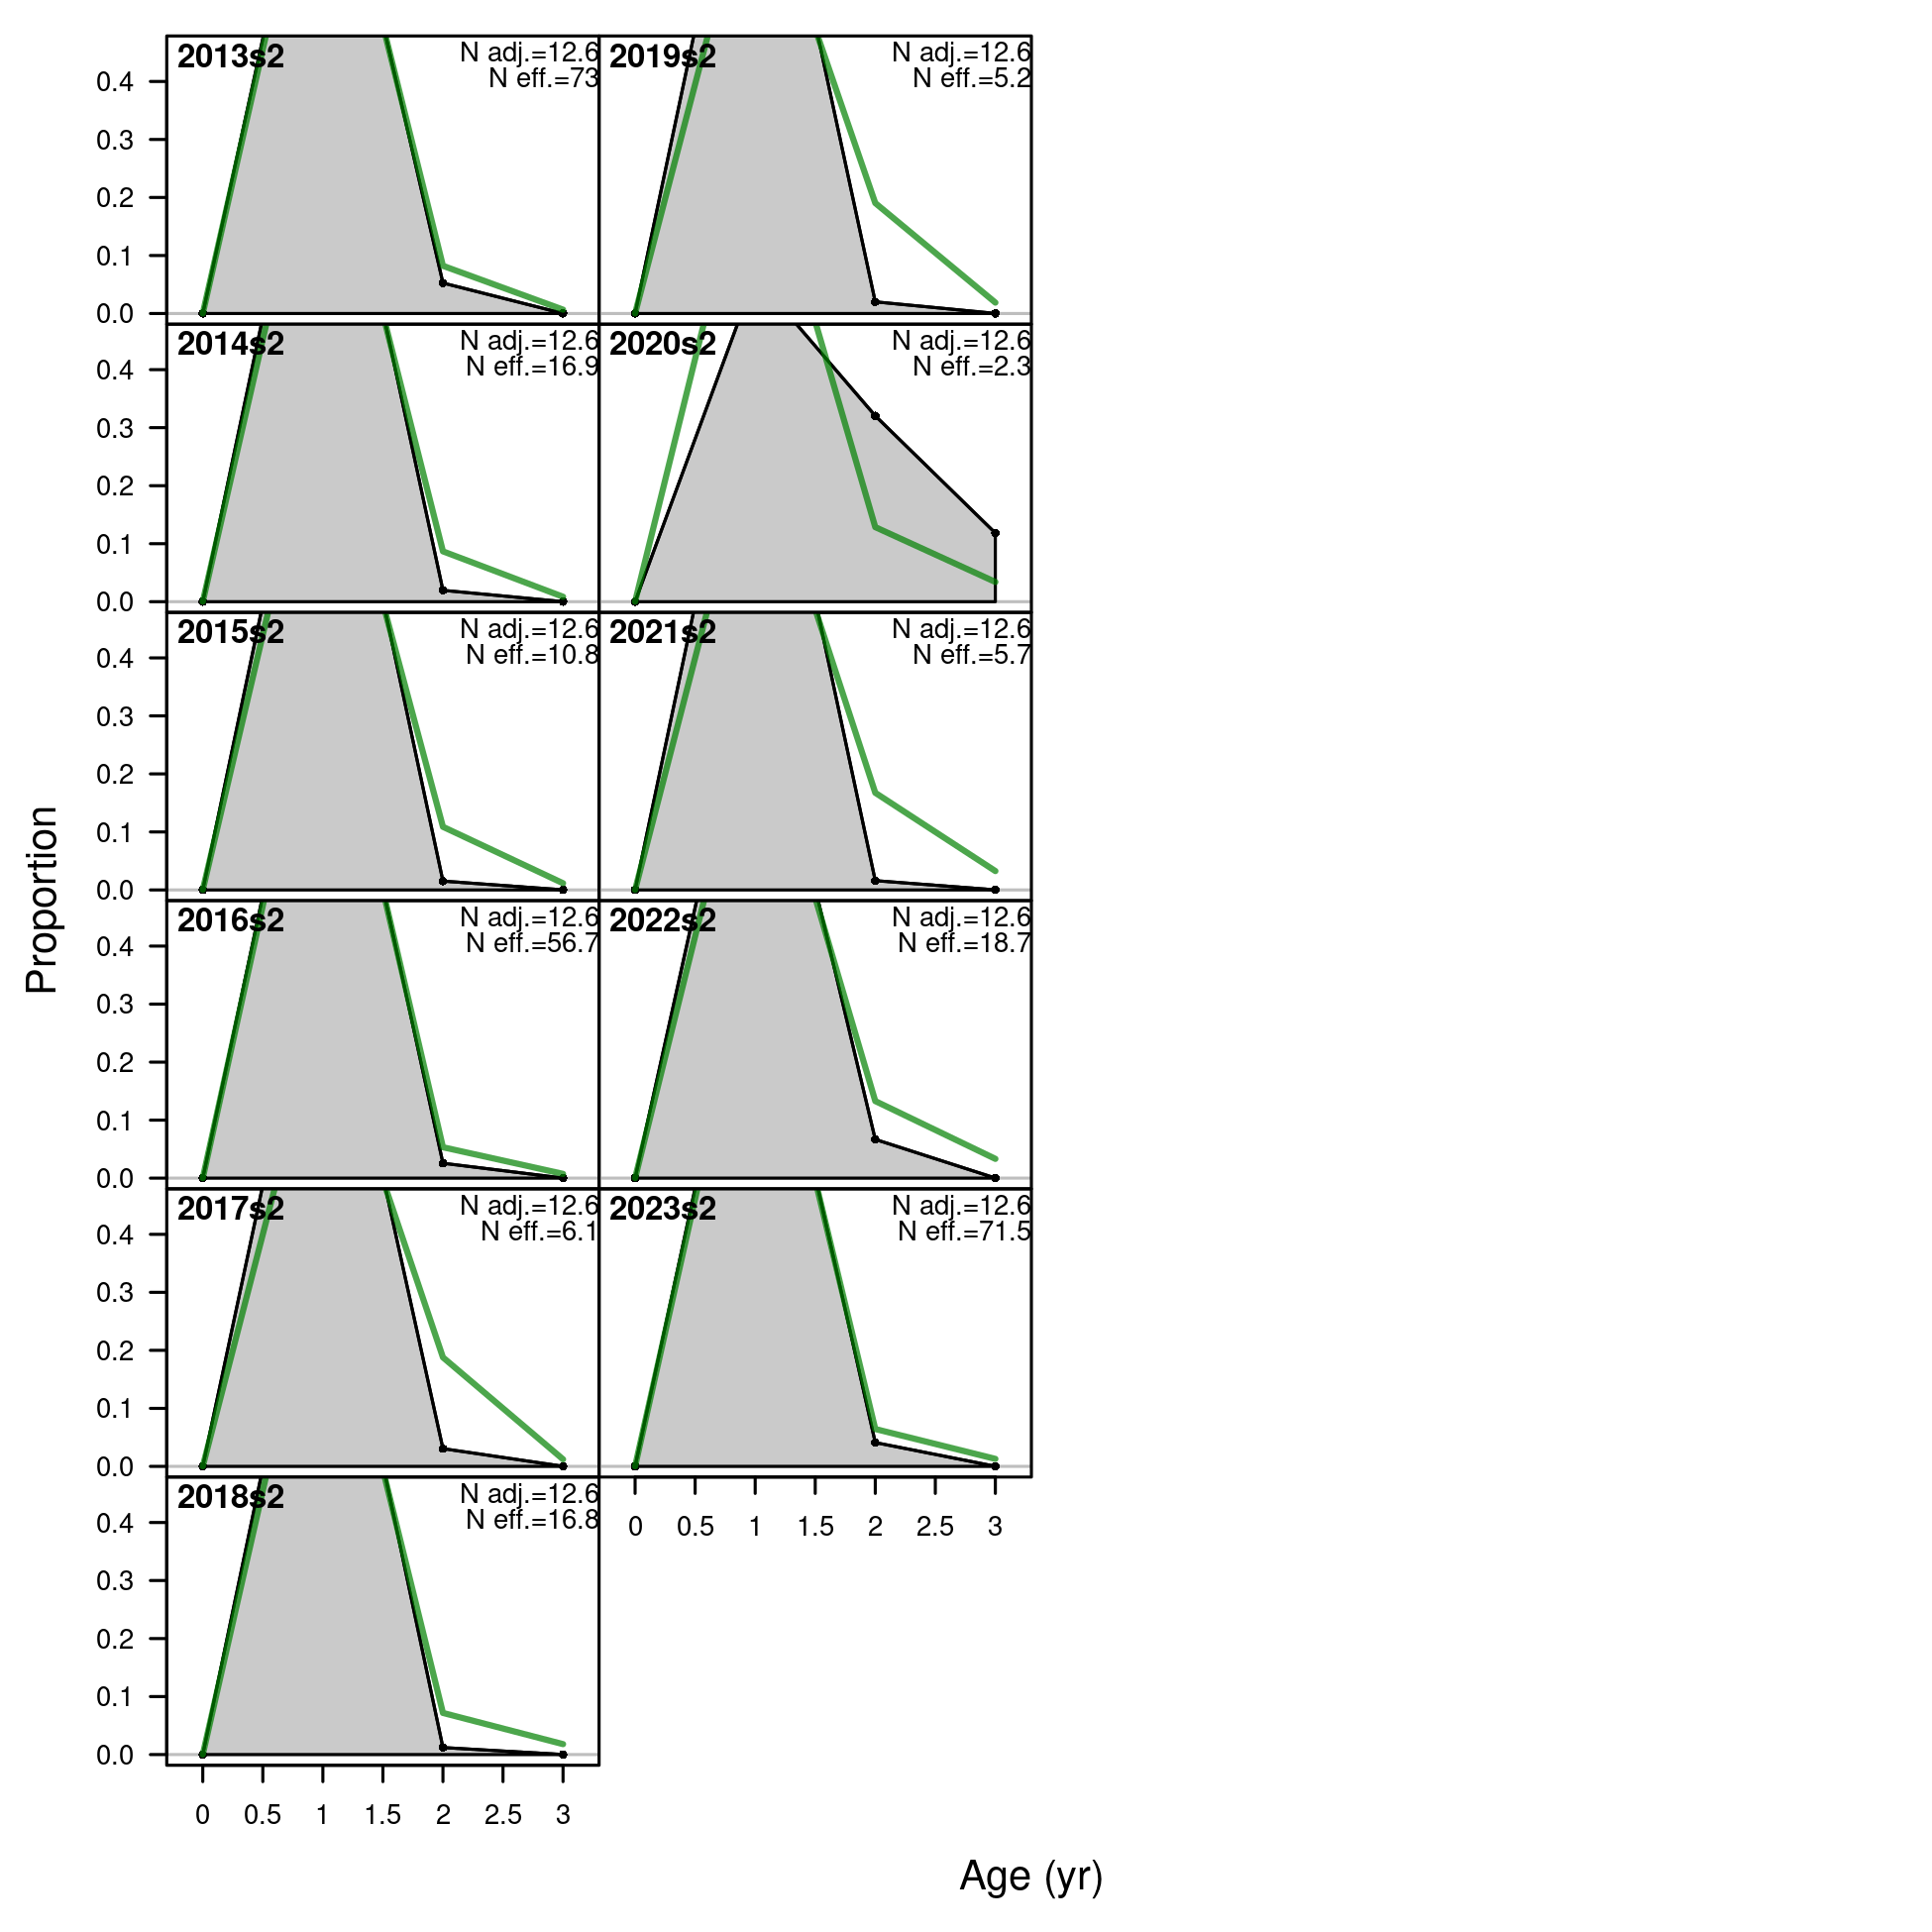 Proportion
2013s2
N adj.=12.6
N eff.=73
0.4
0.3
0.2
0.1
0.0
2019s2
N adj.=12.6
N eff.=5.2
2014s2
N adj.=12.6
N eff.=16.9
0.4
0.3
0.2
0.1
0.0
2020s2
N adj.=12.6
N eff.=2.3
2015s2
N adj.=12.6
N eff.=10.8
0.4
0.3
0.2
0.1
0.0
2021s2
N adj.=12.6
N eff.=5.7
2016s2
N adj.=12.6
N eff.=56.7
0.4
0.3
0.2
0.1
0.0
2022s2
N adj.=12.6
N eff.=18.7
2017s2
N adj.=12.6
N eff.=6.1
0.4
0.3
0.2
0.1
0.0
2023s2
N adj.=12.6
N eff.=71.5
0 0.5 1 1.5 2 2.5 3
2018s2
N adj.=12.6
N eff.=16.8
0.4
0.3
0.2
0.1
0.0
0 0.5 1 1.5 2 2.5 3
Age (yr)